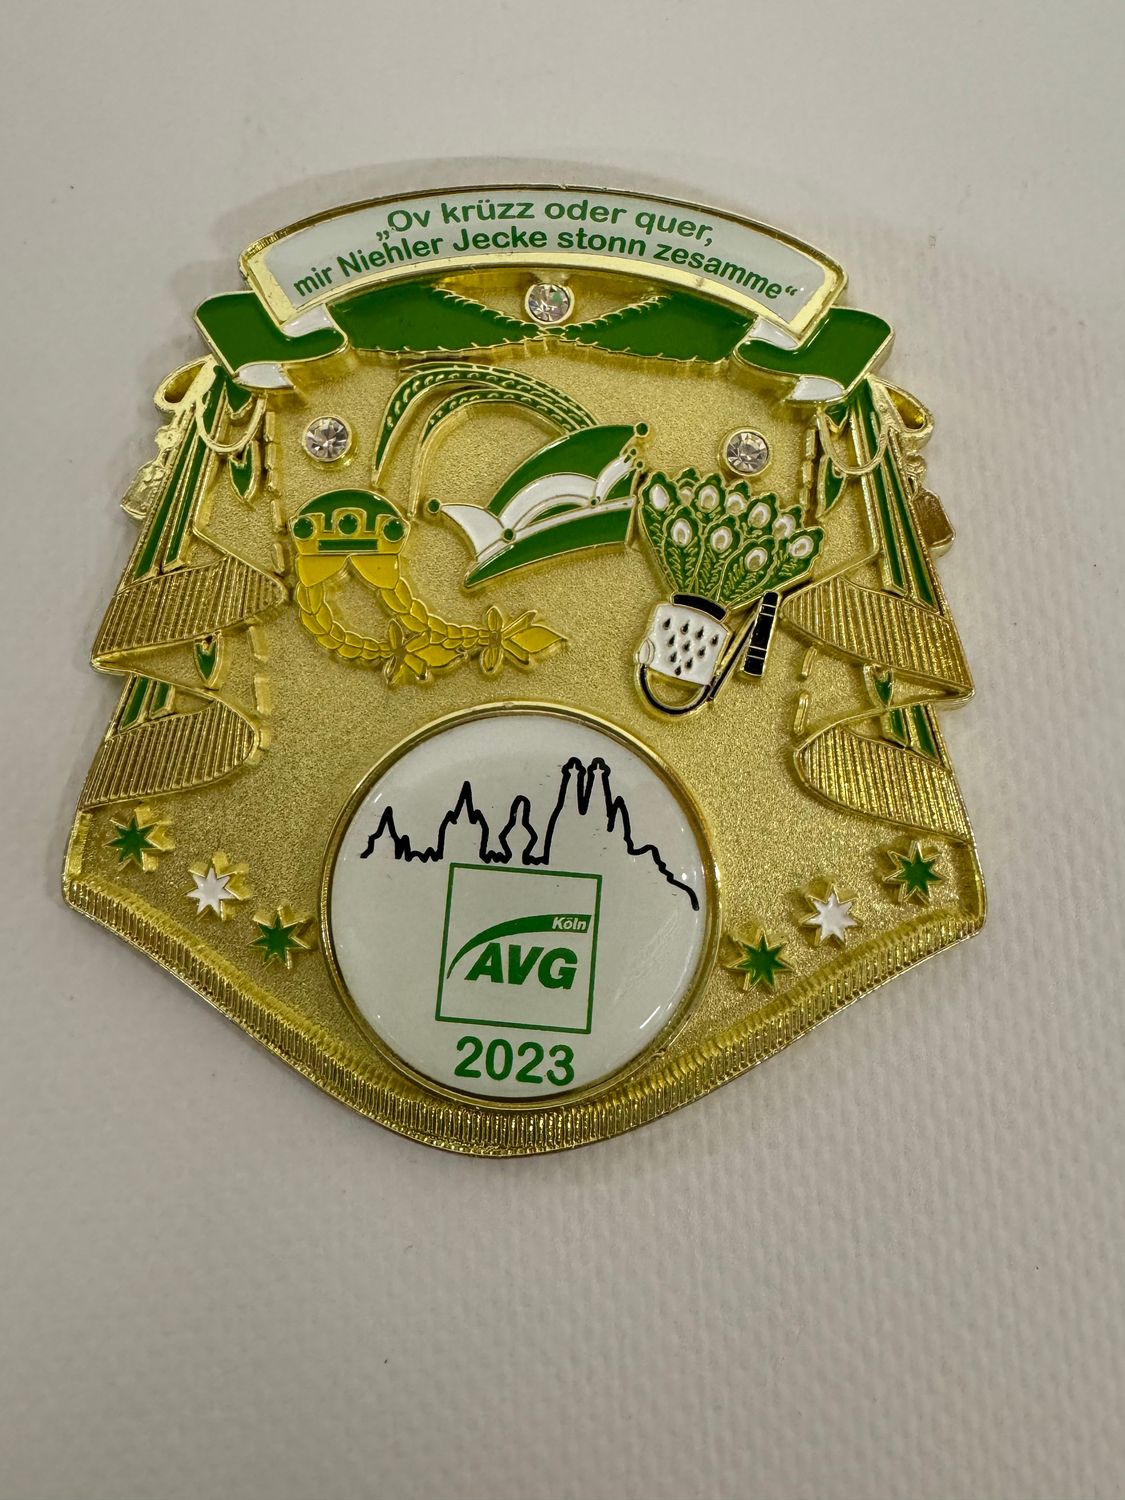 „Ov krüzz oder quer,
mir Niehler Jecke stonn zesamme“
Köln
AVG
2023